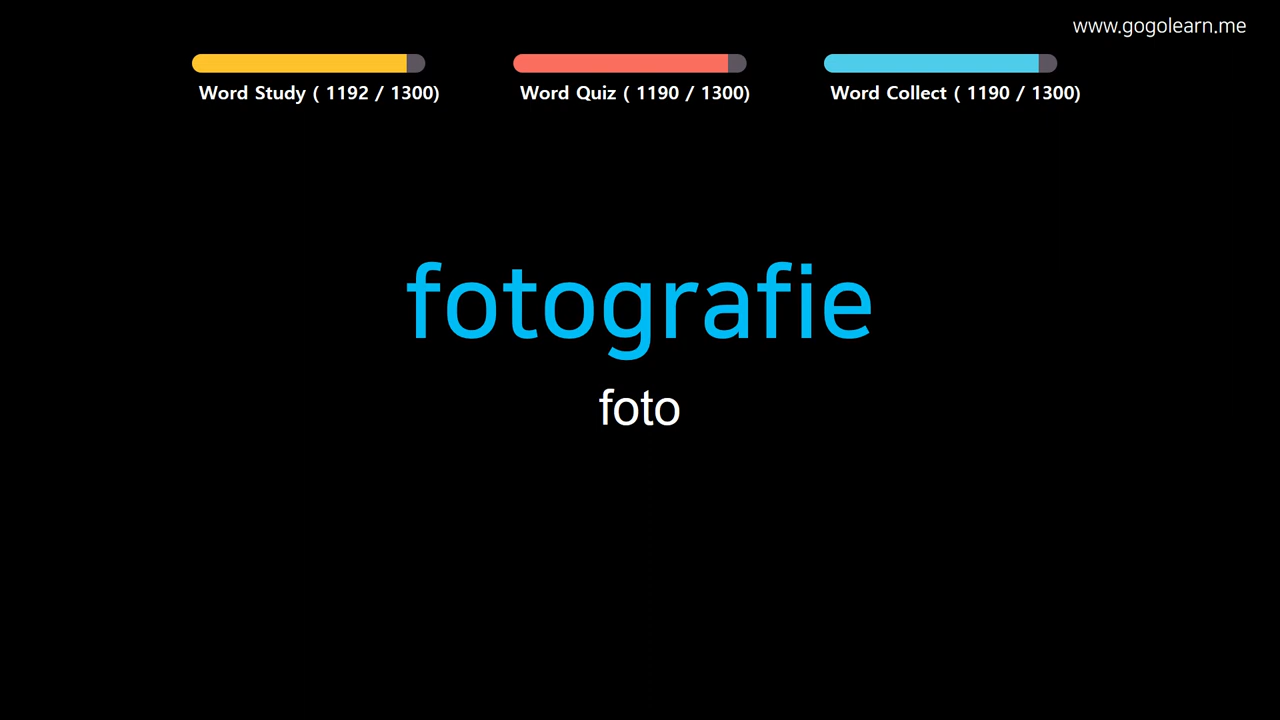 www.gogolearn.me
Word Study ( 1192 / 1300)
Word Quiz ( 1190 / 1300)
Word Collect ( 1190 / 1300)
fotografie
foto